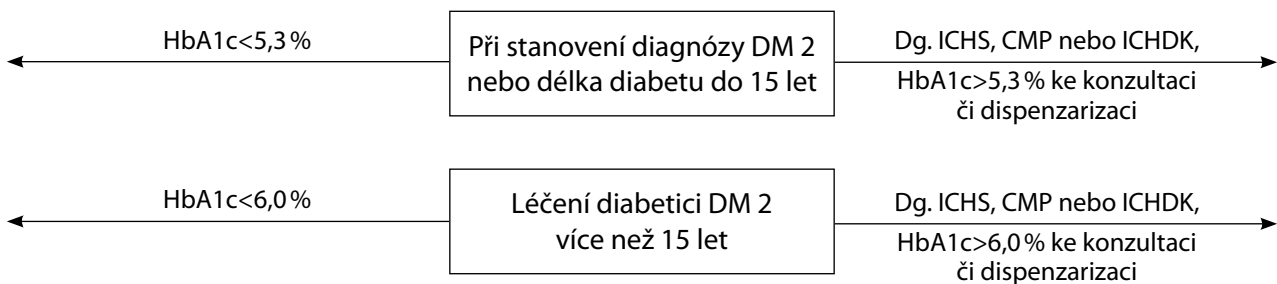 HbA1c<5,3 %
Při stanovení diagnózy DM 2
nebo délka diabetu do 15 let
Dg. ICHS, CMP nebo ICHDK,
HbA1c>5,3 % ke konzultaci
či dispenzarizaci
HbA1c<6,0 %
Léčení diabetici DM 2
více než 15 let
Dg. ICHS, CMP nebo ICHDK,
HbA1c>6,0 % ke konzultaci
či dispenzarizaci